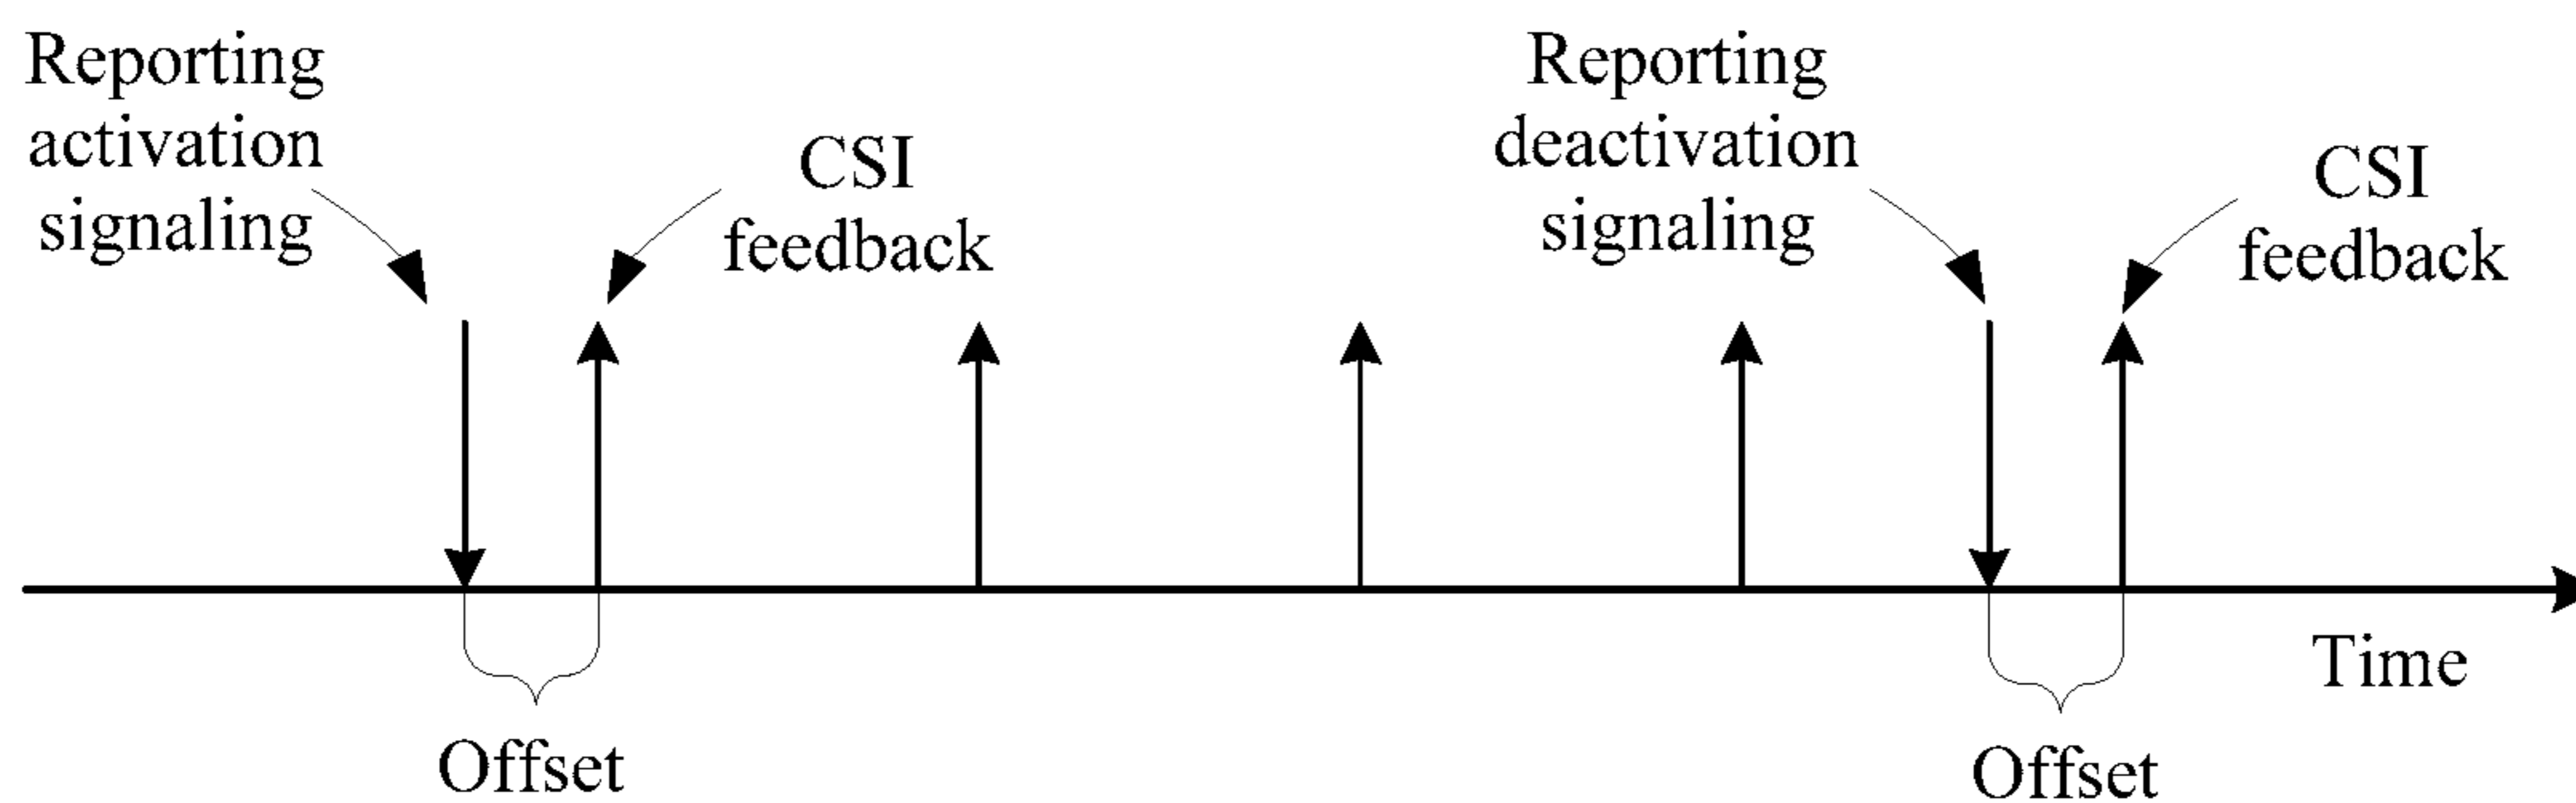 Reporting
activation
signaling
CSI
feedback
Reporting
deactivation
signaling
CSI
feedback
Time
Offset
Offset